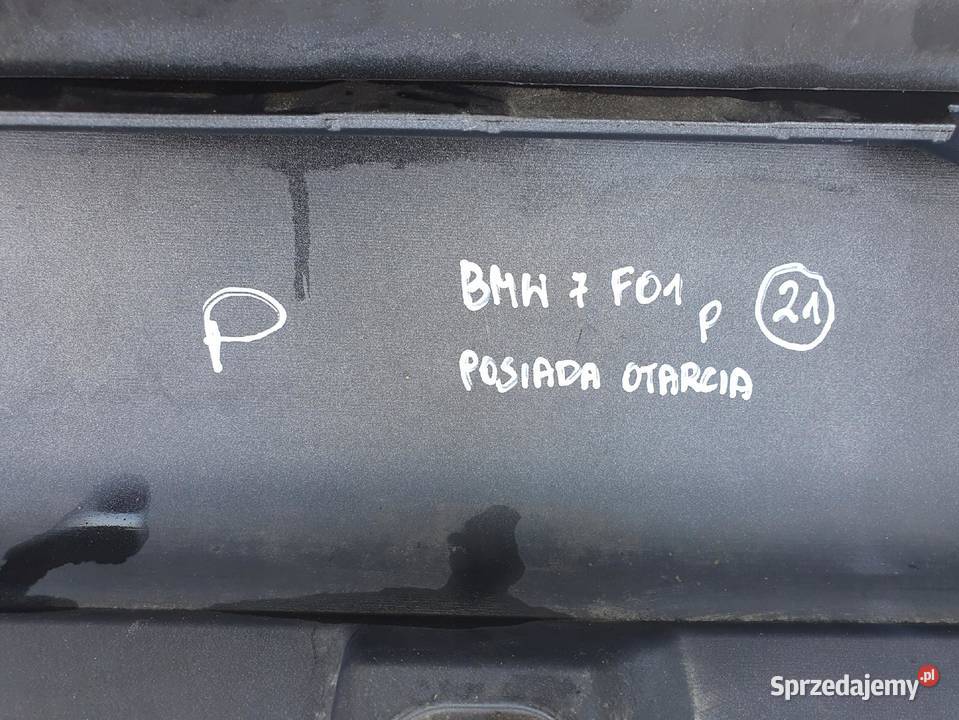 P
BMW 7 F01 P 21
POSIADA OTARCIA
Sprzedajemy.pl